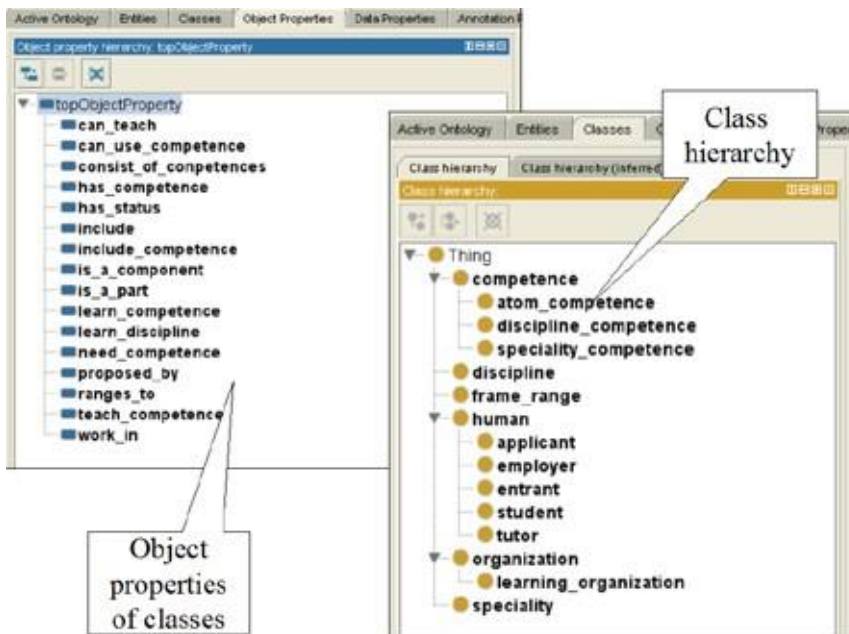 Active Ontology Entities Classes Object Properties Data Properties Annotation
Object property hierarchy: topObjectProperty
topObjectProperty
can_teach
can_use_competence
consist_of_conpetences
has_competence
has_status
include
include_competence
is_a_component
is_a_part
learn_competence
learn_discipline
need_competence
proposed_by
ranges_to
teach_competence
work_in
Object
properties
of classes
Active Ontology Entities Classes
Class
hierarchy
Class hierarchy Class hierarchy (inferred)
Class hierarchy:
Thing
competence
atom_competence
discipline_competence
speciality_competence
discipline
frame_range
human
applicant
employer
entrant
student
tutor
organization
learning_organization
speciality